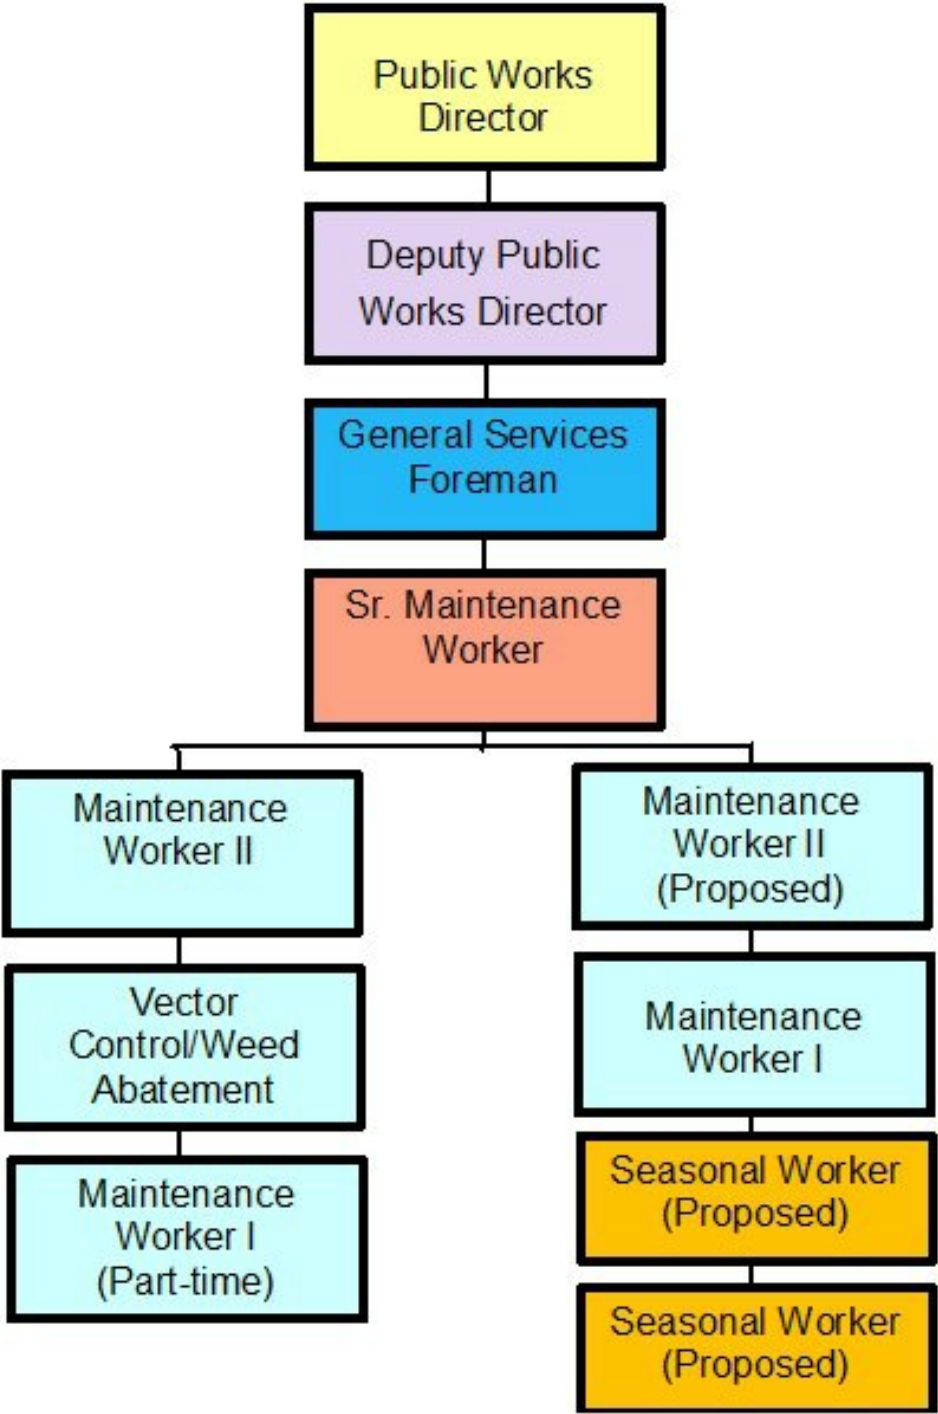 Public Works
Director
Deputy Public
Works Director
General Services
Foreman
Sr. Maintenance
Worker
Maintenance
Worker II
Vector
Control/Weed
Abatement
Maintenance
Worker I
(Part-time)
Maintenance
Worker II
(Proposed)
Maintenance
Worker I
Seasonal Worker
(Proposed)
Seasonal Worker
(Proposed)